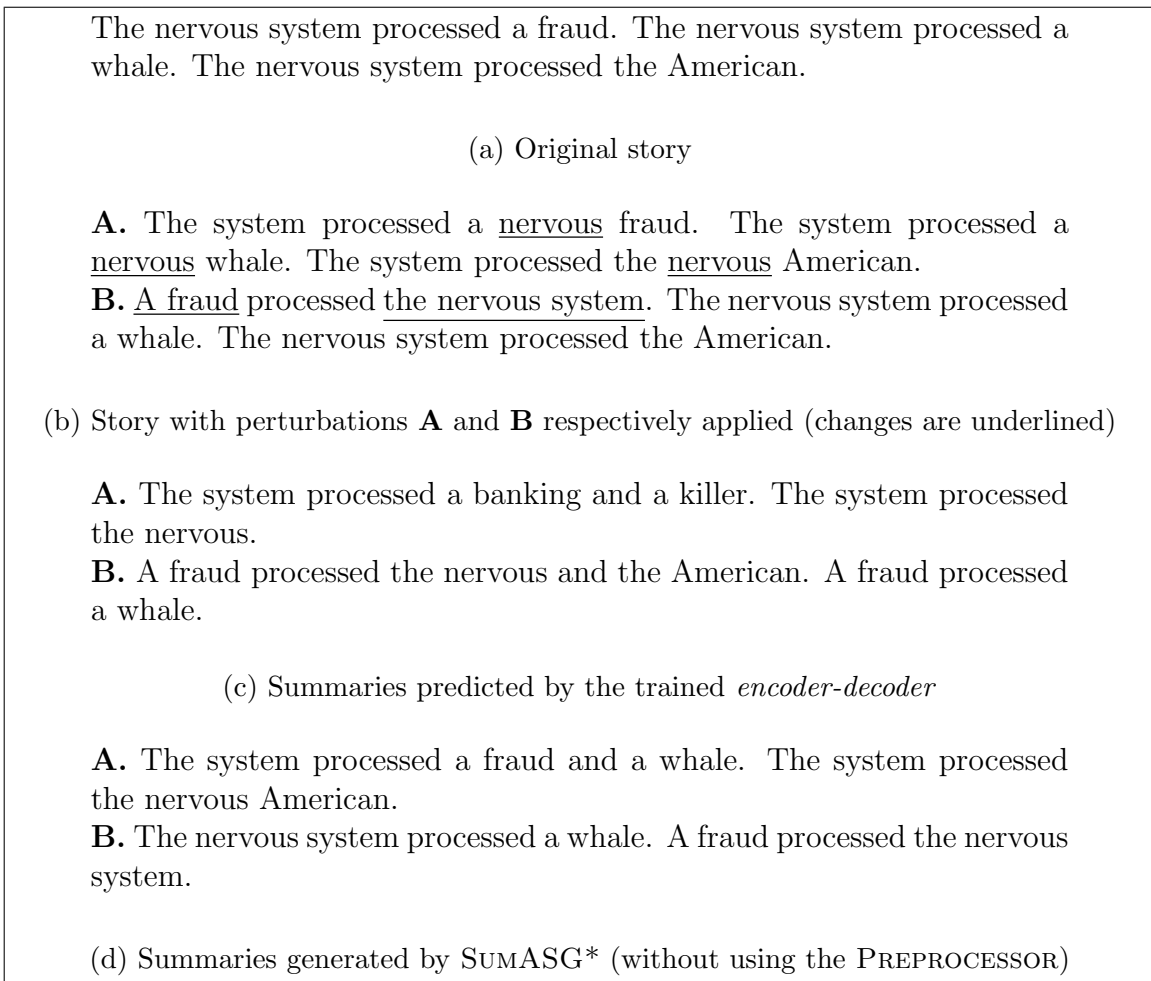 The nervous system processed a fraud. The nervous system processed a
whale. The nervous system processed the American.
(a) Original story
A. The system processed a nervous fraud. The system processed a
nervous whale. The system processed the nervous American.
B. A fraud processed the nervous system. The nervous system processed
a whale. The nervous system processed the American.
(b) Story with perturbations A and B respectively applied (changes are underlined)
A. The system processed a banking and a killer. The system processed
the nervous.
B. A fraud processed the nervous and the American. A fraud processed
a whale.
(c) Summaries predicted by the trained encoder-decoder
A. The system processed a fraud and a whale. The system processed
the nervous American.
B. The nervous system processed a whale. A fraud processed the nervous
system.
(d) Summaries generated by SUMASG* (without using the PREPROCESSOR)